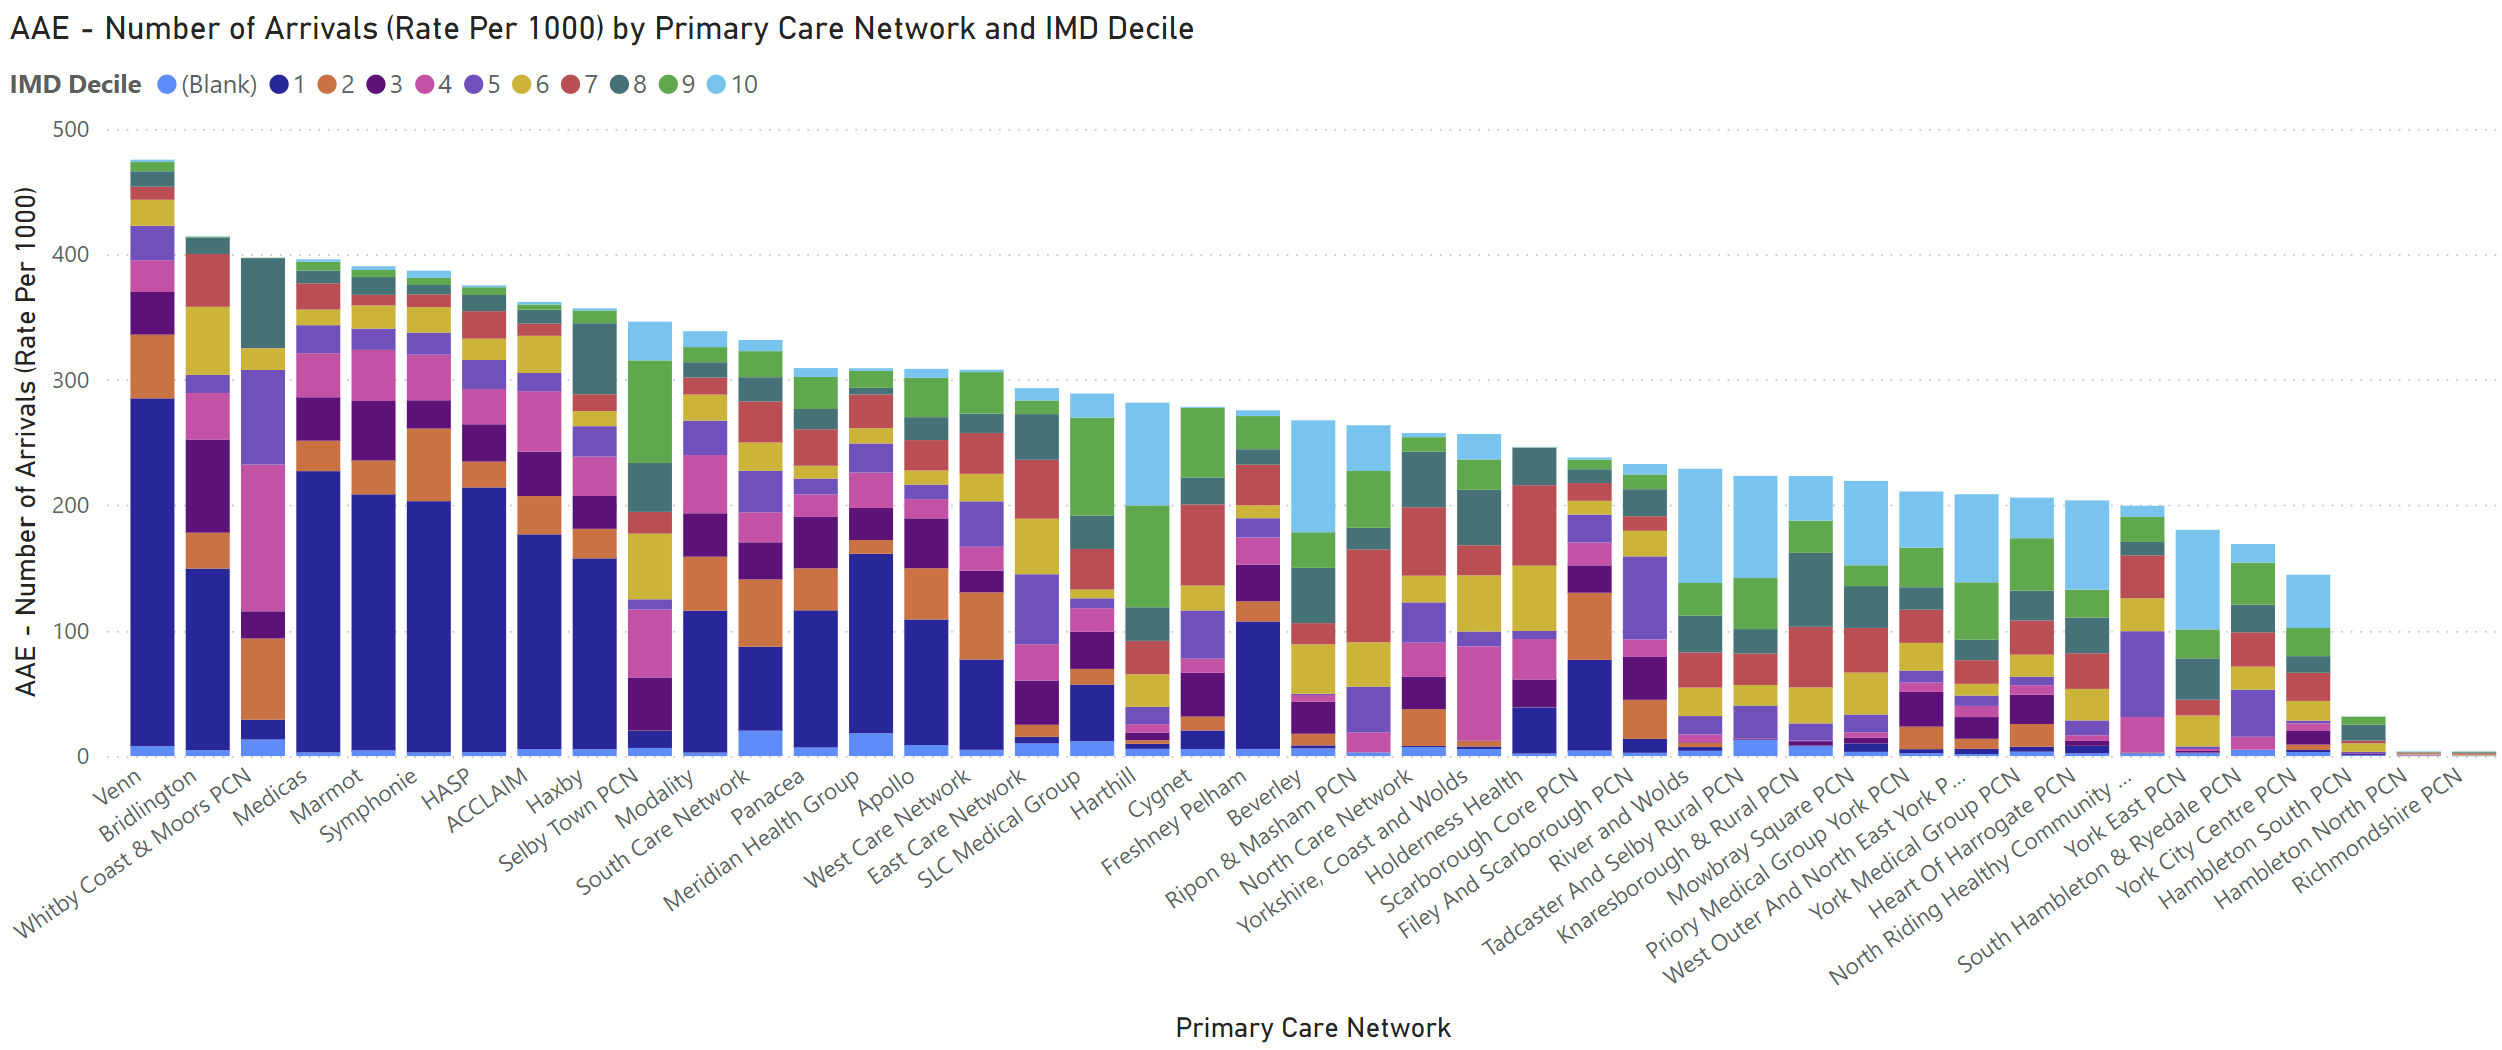 AAE - Number of Arrivals (Rate Per 1000) by Primary Care Network and IMD Decile
IMD Decile (Blank) 1 2 3 4 5 6 7 8 9 10
AAE - Number of Arrivals (Rate Per 1000)
500
400
300
200
100
0
Venn
Bridlington
Whitby Coast & Moors PCN
Medicas
Marmot
Symphonie
HASP
ACCLAIM
Haxby
Selby Town PCN
Modality
South Care Network
Panacea
Meridian Health Group
Apollo
West Care Network
East Care Network
SLC Medical Group
Harthill
Cygnet
Freshney Pelham
Beverley
Ripon & Masham PCN
North Care Network
Yorkshire, Coast and Wolds
Holderness Health
Scarborough Core PCN
Filey And Scarborough PCN
River and Wolds
Tadcaster And Selby Rural PCN
Knaresborough & Rural PCN
Mowbray Square PCN
Priory Medical Group York PCN
West Outer And North East York P...
York Medical Group PCN
Heart Of Harrogate PCN
North Riding Healthy Community ...
York East PCN
South Hambleton & Ryedale PCN
York City Centre PCN
Hambleton South PCN
Hambleton North PCN
Richmondshire PCN
Primary Care Network